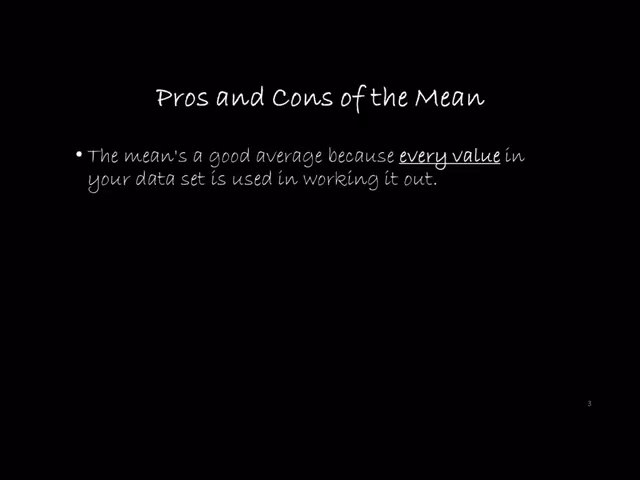 Pros and Cons of the Mean
• The mean's a good average because every value in
your data set is used in working it out.
3